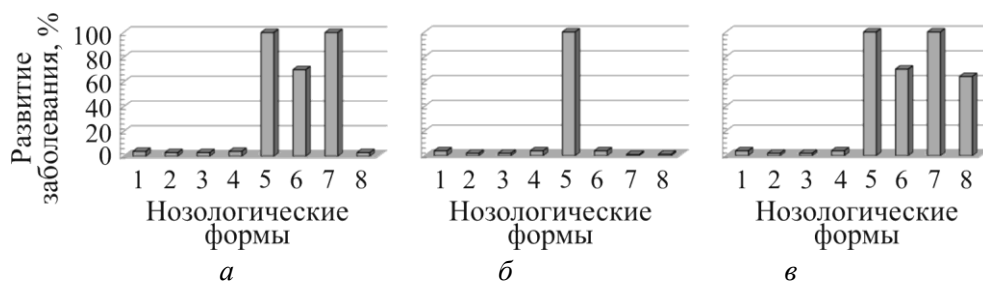 Развитие
заболевания, %
100
80
60
40
20
0
1 2 3 4 5 6 7 8
Нозологические
формы
а
1 2 3 4 5 6 7 8
Нозологические
формы
б
1 2 3 4 5 6 7 8
Нозологические
формы
в